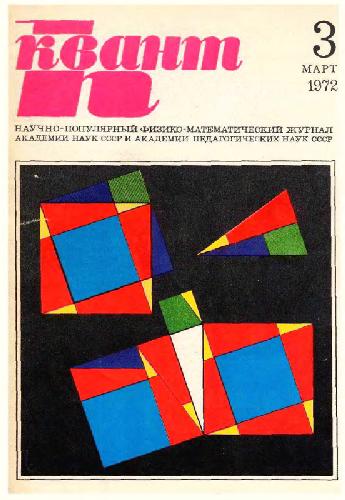 квант
3
МАРТ
1972
НАУЧНО-ПОПУЛЯРНЫЙ ФИЗИКО-МАТЕМАТИЧЕСКИЙ ЖУРНАЛ
АКАДЕМИИ НАУК СССР И АКАДЕМИИ ПЕДАГОГИЧЕСКИХ НАУК СССР